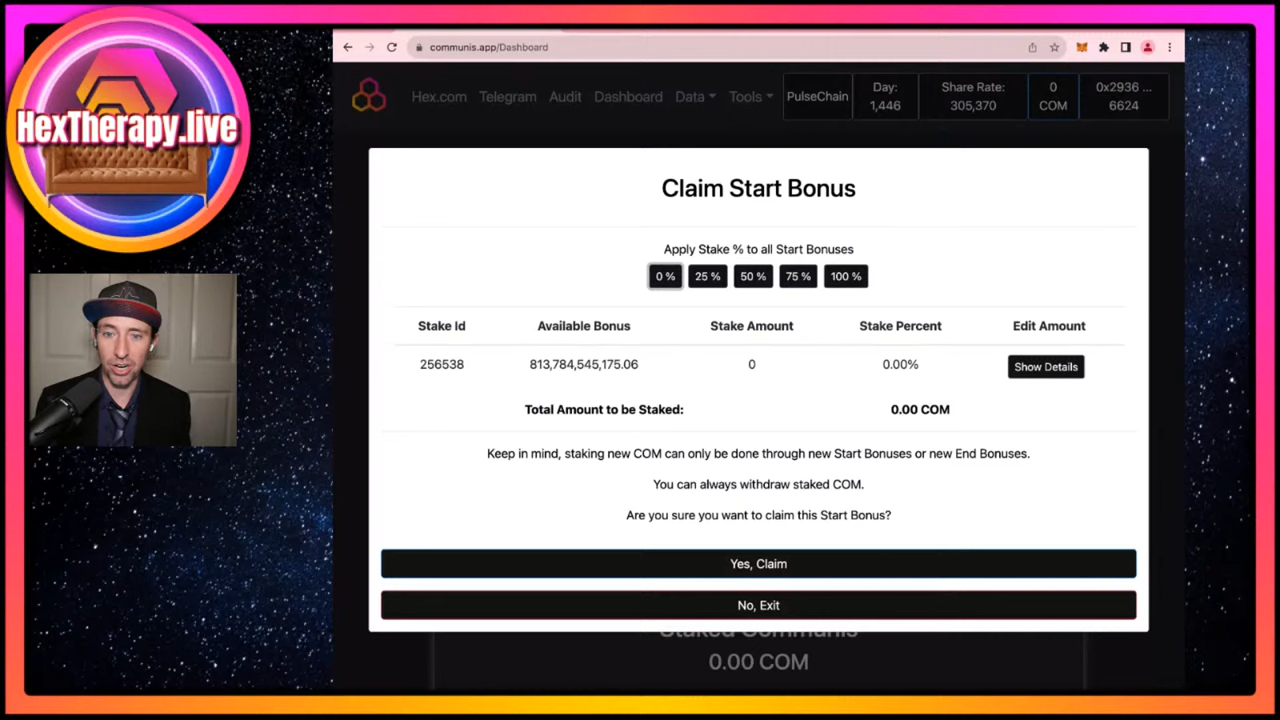 HexTherapy.live
communis.app/Dashboard
Hex.com Telegram Audit Dashboard Data Tools PulseChain
Day: 1,446
Share Rate: 305,370
0 COM
0x2936 ... 6624
Claim Start Bonus
Apply Stake % to all Start Bonuses
0 % 25 % 50 % 75 % 100 %
Stake Id Available Bonus Stake Amount Stake Percent Edit Amount
256538 813,784,545,175.06 0 0.00% Show Details
Total Amount to be Staked: 0.00 COM
Keep in mind, staking new COM can only be done through new Start Bonuses or new End Bonuses.
You can always withdraw staked COM.
Are you sure you want to claim this Start Bonus?
Yes, Claim
No, Exit
Staked Communis
0.00 COM